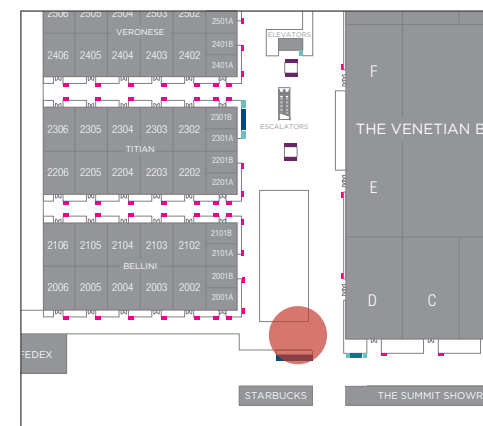 2506 2505 2504 2503 2502 2501A
VERONESE
2406 2405 2404 2403 2402 2401B
2401A
ELEVATORS
F
2306 2305 2304 2303 2302 2301B
2301A
TITIAN
ESCALATORS
THE VENETIAN B
2206 2205 2204 2203 2202 2201B
2201A
E
2106 2105 2104 2103 2102 2101B
2101A
BELLINI
2006 2005 2004 2003 2002 2001B
2001A
D C
FEDEX
STARBUCKS
THE SUMMIT SHOWR